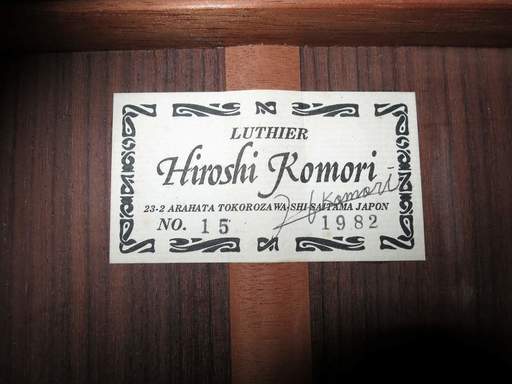 LUTHIER
Hiroshi Komori
23-2 ARAHATA TOKOROZAWA-SHI-SAITAMA JAPON
H Komori
NO. 15 1982